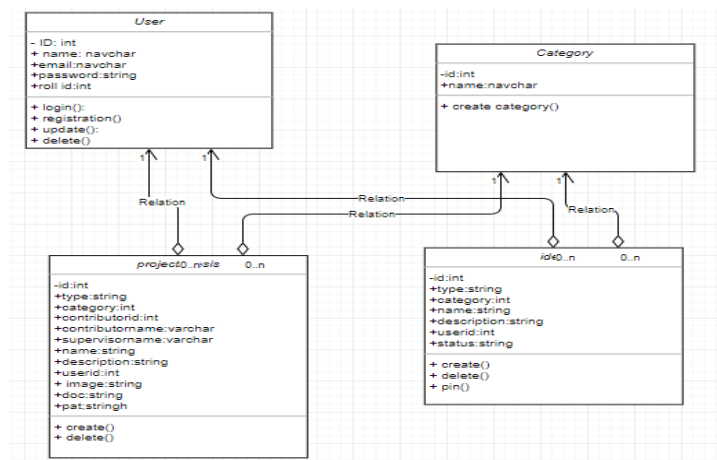 User
- ID: int
+ name: navchar
+email:navchar
+password:string
+roll id:int
+ login():
+ registration()
+ update():
+ delete()
Category
-id:int
+name:navchar
+ create category()
1
1
1
1
Relation
Relation
Relation
Relation
0..n
0..n
0..n
0..n
-id:int
+type:string
+category:int
+contributorid:int
+contributorname:varchar
+supervisorname:varchar
+name:string
+description:string
+userid:int
+ image:string
+doc:string
+pat:stringh
+ create()
+ delete()
-id:int
+type:string
+category:int
+name:string
+description:string
+userid:int
+status:string
+ create()
+ delete()
+ pin()